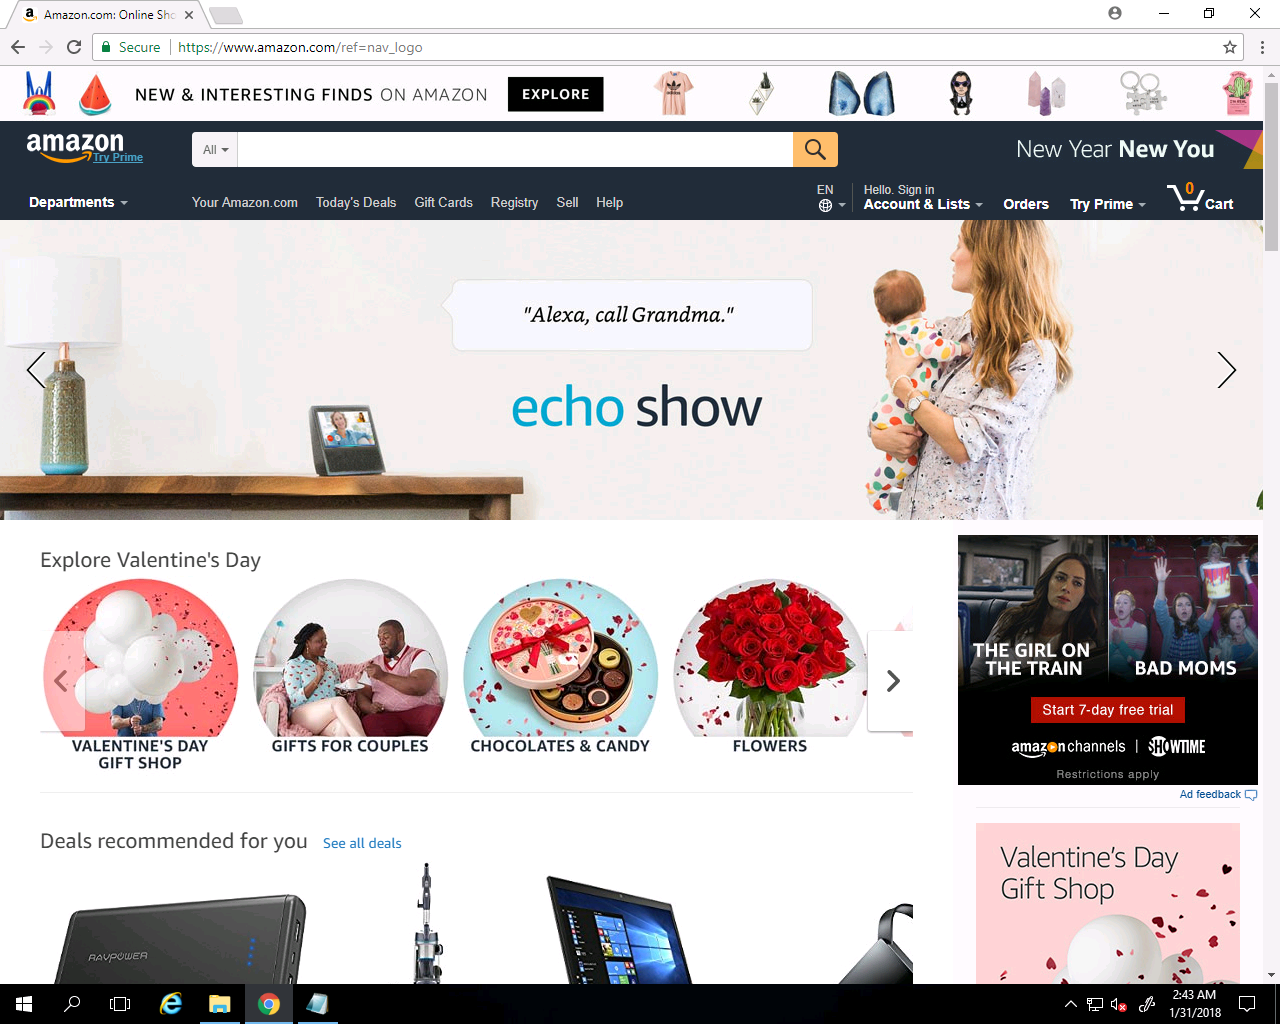 Amazon.com: Online Sho
Secure
https://www.amazon.com/ref=nav_logo
NEW & INTERESTING FINDS ON AMAZON
EXPLORE
amazon
Try Prime
All
New Year New You
Departments
Your Amazon.com
Today's Deals
Gift Cards
Registry
Sell
Help
EN
Hello. Sign in
Account & Lists
Orders
Try Prime
0
Cart
"Alexa, call Grandma."
echo show
Explore Valentine's Day
VALENTINE'S DAY
GIFT SHOP
GIFTS FOR COUPLES
CHOCOLATES & CANDY
FLOWERS
THE GIRL ON
THE TRAIN
BAD MOMS
Start 7-day free trial
amazon channels | SHOWTIME
Restrictions apply
Ad feedback
Deals recommended for you
See all deals
RAVPOWER
Valentine's Day
Gift Shop
2:43 AM
1/31/2018